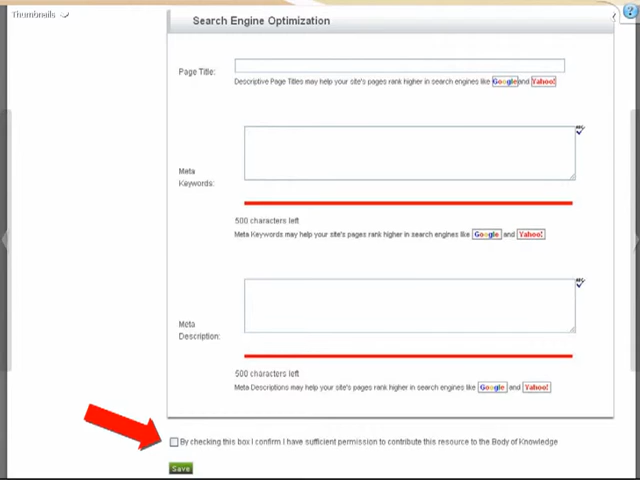 Thumbnails
Search Engine Optimization
Page Title:
Descriptive Page Titles may help your site's pages rank higher in search engines like Google and Yahoo!
Meta
Keywords:
500 characters left
Meta Keywords may help your site's pages rank higher in search engines like Google and Yahoo!
Meta
Description:
500 characters left
Meta Descriptions may help your site's pages rank higher in search engines like Google and Yahoo!
By checking this box I confirm I have sufficient permission to contribute this resource to the Body of Knowledge
Save